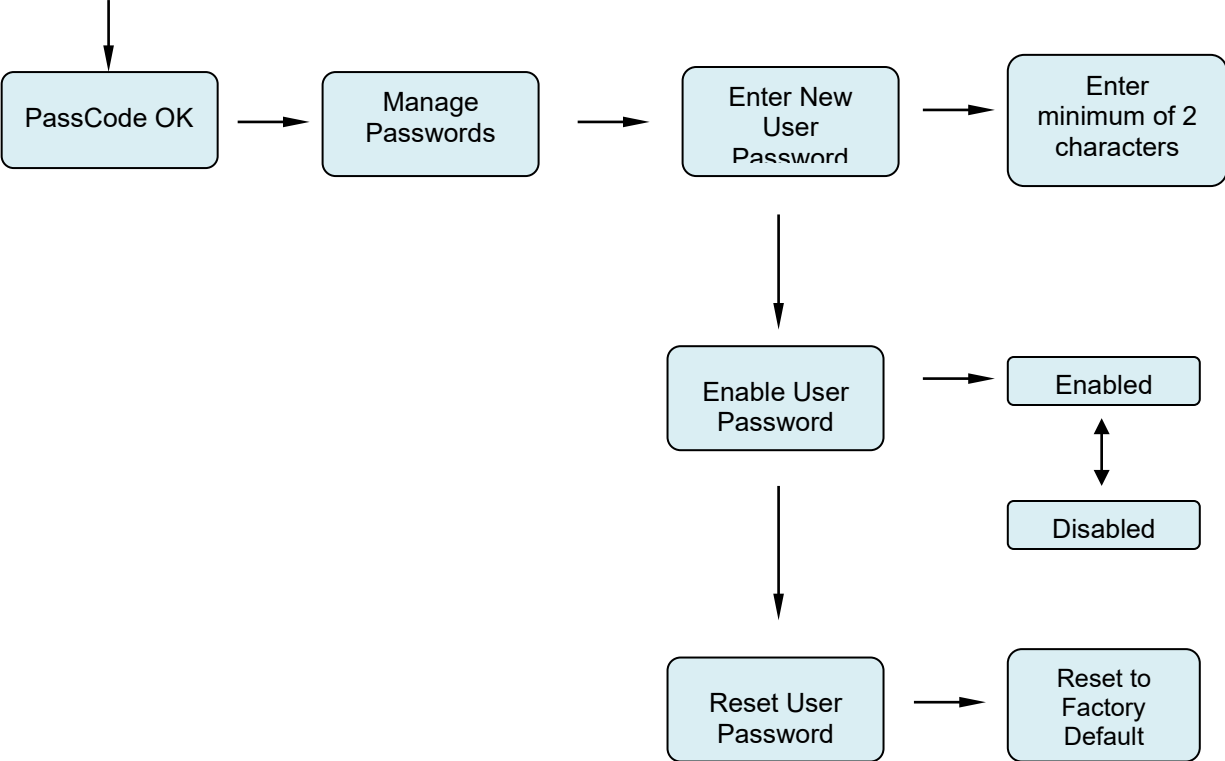 PassCode OK
Manage
Passwords
Enter New
User
Password
Enter
minimum of 2
characters
Enable User
Password
Enabled
Disabled
Reset User
Password
Reset to
Factory
Default